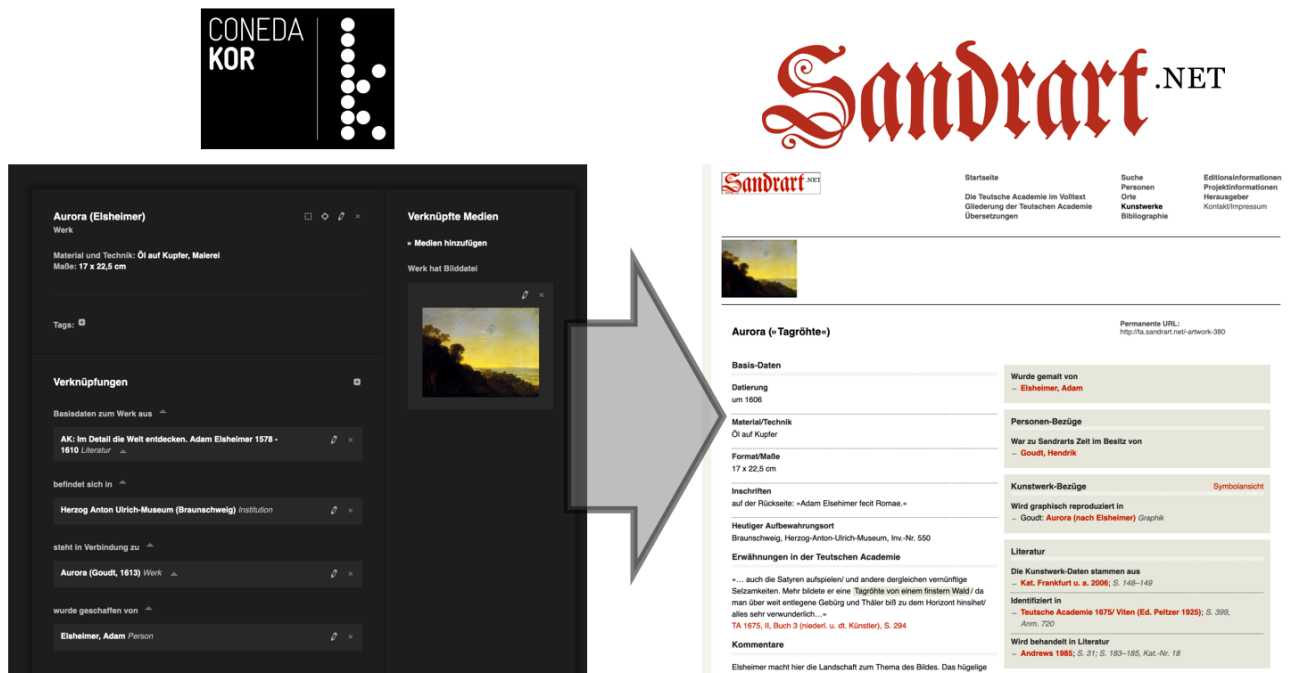 CONEDA
KOR
Sandrart.NET
Aurora (Elsheimer)
Werk
Material und Technik: Öl auf Kupfer, Malerei
Maße: 17 x 22,5 cm
Tags:
Verknüpfungen
Basisdaten zum Werk aus
AK: Im Detail die Welt entdecken. Adam Elsheimer 1578 -
1610 Literatur
befindet sich in
Herzog Anton Ulrich-Museum (Braunschweig) Institution
steht in Verbindung zu
Aurora (Goudt, 1613) Werk
wurde geschaffen von
Elsheimer, Adam Person
Verknüpfte Medien
» Medien hinzufügen
Werk hat Bilddatei
Sandrart.NET
Startseite
Die Teutsche Academie im Volltext
Gliederung der Teutschen Academie
Übersetzungen
Suche
Personen
Orte
Kunstwerke
Bibliographie
Editionsinformationen
Projektinformationen
Herausgeber
Kontakt/Impressum
Aurora (»Tagröhte«)
Permanente URL:
http://ta.sandrart.net/-artwork-380
Basis-Daten
Datierung
um 1606
Material/Technik
Öl auf Kupfer
Format/Maße
17 x 22,5 cm
Inschriften
auf der Rückseite: »Adam Elsehimer fecit Romae.«
Heutiger Aufbewahrungsort
Braunschweig, Herzog-Anton-Ulrich-Museum, Inv.-Nr. 550
Erwähnungen in der Teutschen Academie
»… auch die Satyren aufspielen/ und andere dergleichen vernünftige
Selzamkeiten. Mehr bildete er eine Tagröhte von einem finstern Wald/ da
man über weit entlegene Gebürg und Thäler biß zu dem Horizont hinsihet/
alles sehr verwunderlich…«
TA 1675, II, Buch 3 (niederl. u. dt. Künstler), S. 294
Kommentare
Elsheimer macht hier die Landschaft zum Thema des Bildes. Das hügelige
Wurde gemalt von
– Elsheimer, Adam
Personen-Bezüge
War zu Sandrarts Zeit im Besitz von
– Goudt, Hendrik
Kunstwerk-Bezüge Symbolansicht
Wird graphisch reproduziert in
– Goudt: Aurora (nach Elsheimer) Graphik
Literatur
Die Kunstwerk-Daten stammen aus
– Kat. Frankfurt u. a. 2006; S. 148–149
Identifiziert in
– Teutsche Academie 1675/ Viten (Ed. Peltzer 1925); S. 399,
Anm. 720
Wird behandelt in Literatur
– Andrews 1985; S. 31; S. 183–185, Kat.-Nr. 18